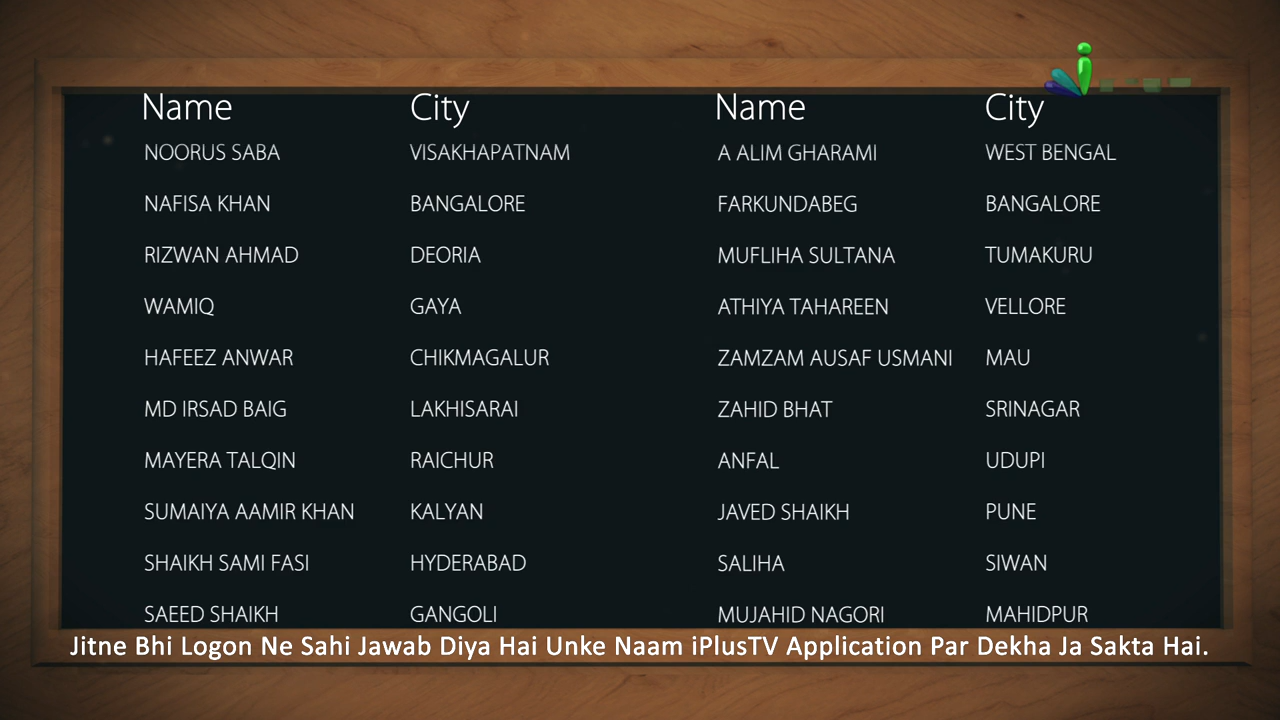 Name City Name City
NOORUS SABA VISAKHAPATNAM A ALIM GHARAMI WEST BENGAL
NAFISA KHAN BANGALORE FARKUNDABEG BANGALORE
RIZWAN AHMAD DEORIA MUFLIHA SULTANA TUMAKURU
WAMIQ GAYA ATHIYA TAHAREEN VELLORE
HAFEEZ ANWAR CHIKMAGALUR ZAMZAM AUSAF USMANI MAU
MD IRSAD BAIG LAKHISARAI ZAHID BHAT SRINAGAR
MAYERA TALQIN RAICHUR ANFAL UDUPI
SUMAIYA AAMIR KHAN KALYAN JAVED SHAIKH PUNE
SHAIKH SAMI FASI HYDERABAD SALIHA SIWAN
SAEED SHAIKH GANGOLI MUJAHID NAGORI MAHIDPUR
Jitne Bhi Logon Ne Sahi Jawab Diya Hai Unke Naam iPlusTV Application Par Dekha Ja Sakta Hai.